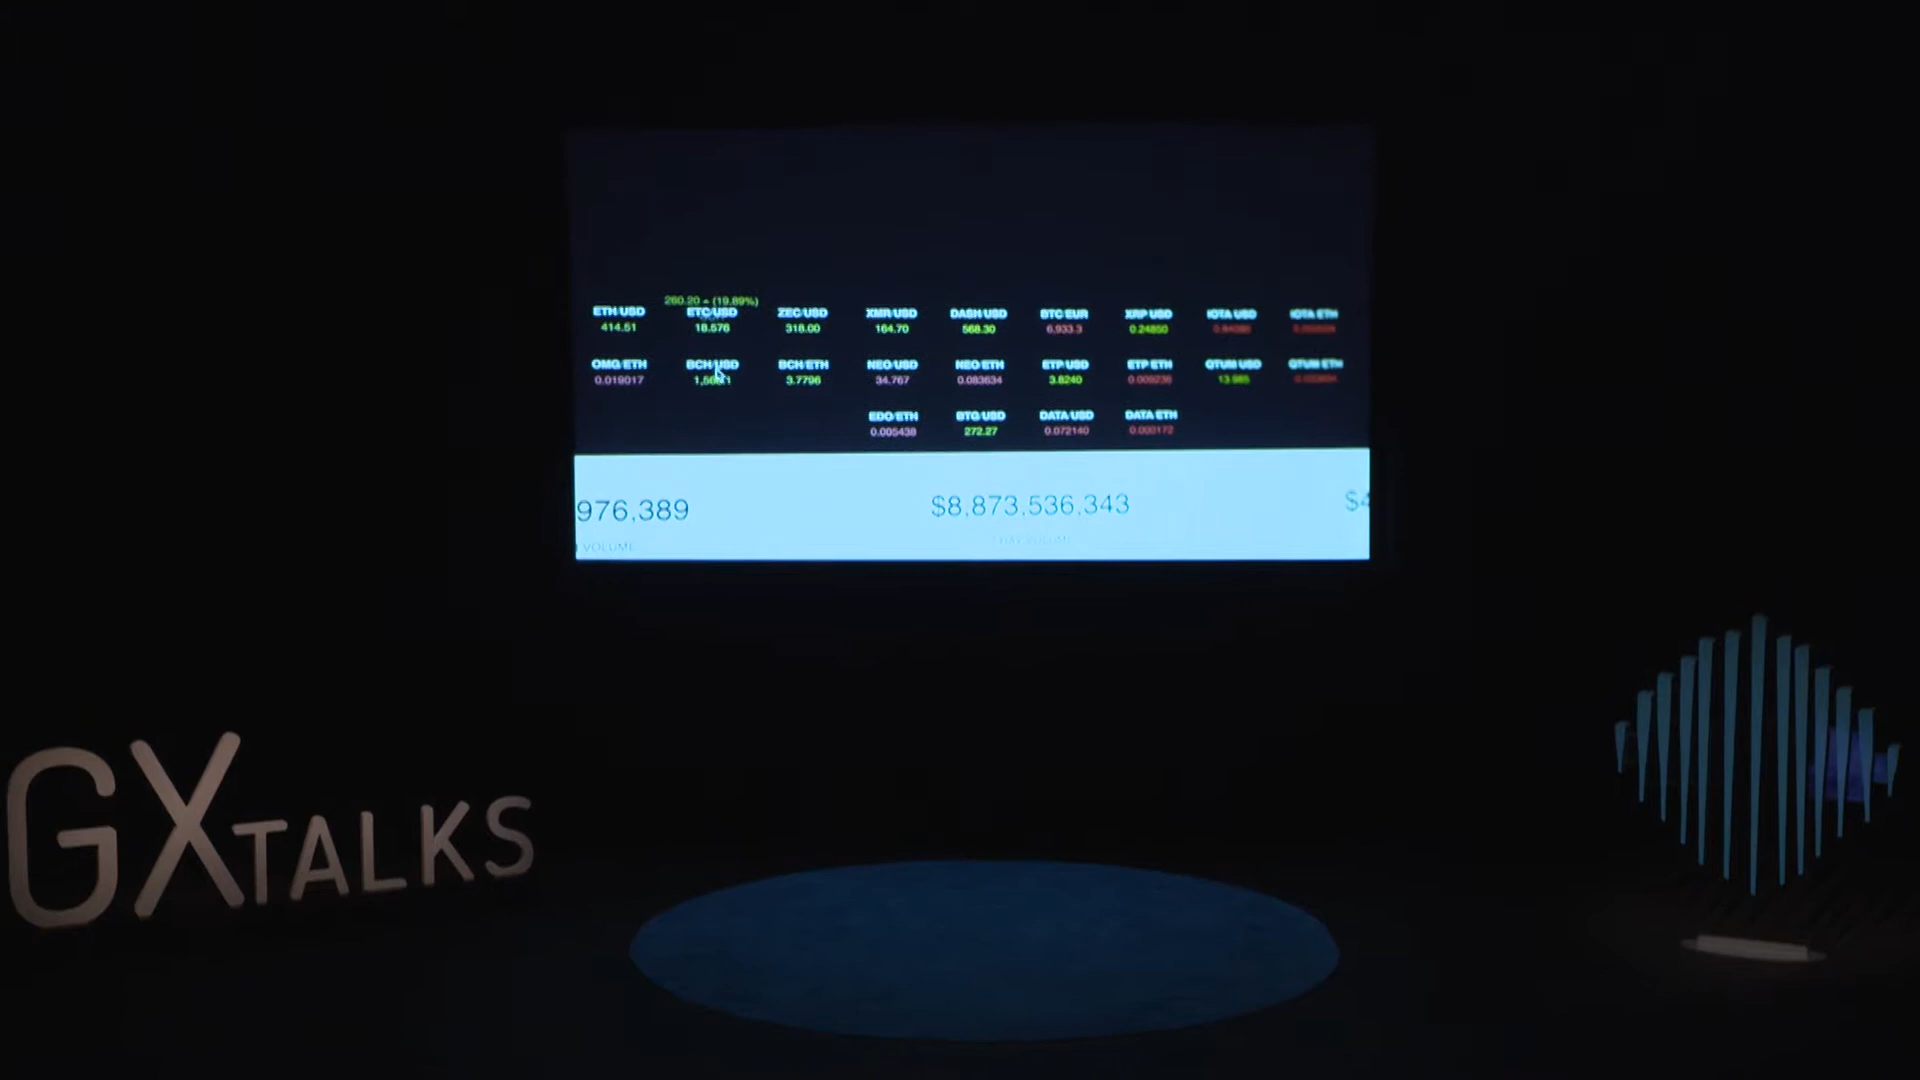 260.20 - (19.89%)
ETH/USD ETC/USD ZEC/USD XMR/USD DASH/USD BTC EUR XRP USD IOTA USD IOTA ETH
414.51 18.576 318.00 164.70 568.30 6,933.3 0.24850
OMG/ETH BCH/USD BCH/ETH NEO/USD NEO/ETH ETP/USD ETP ETH QTUM USD QTUM ETH
0.019017 3.7796 34.767 0.083634 3.8240 0.009236 13.985
EDO/ETH BTG/USD DATA/USD DATA ETH
0.005438 272.27 0.072140 0.000172
976,389 $8,873,536,343 $4
VOLUME
GXTALKS